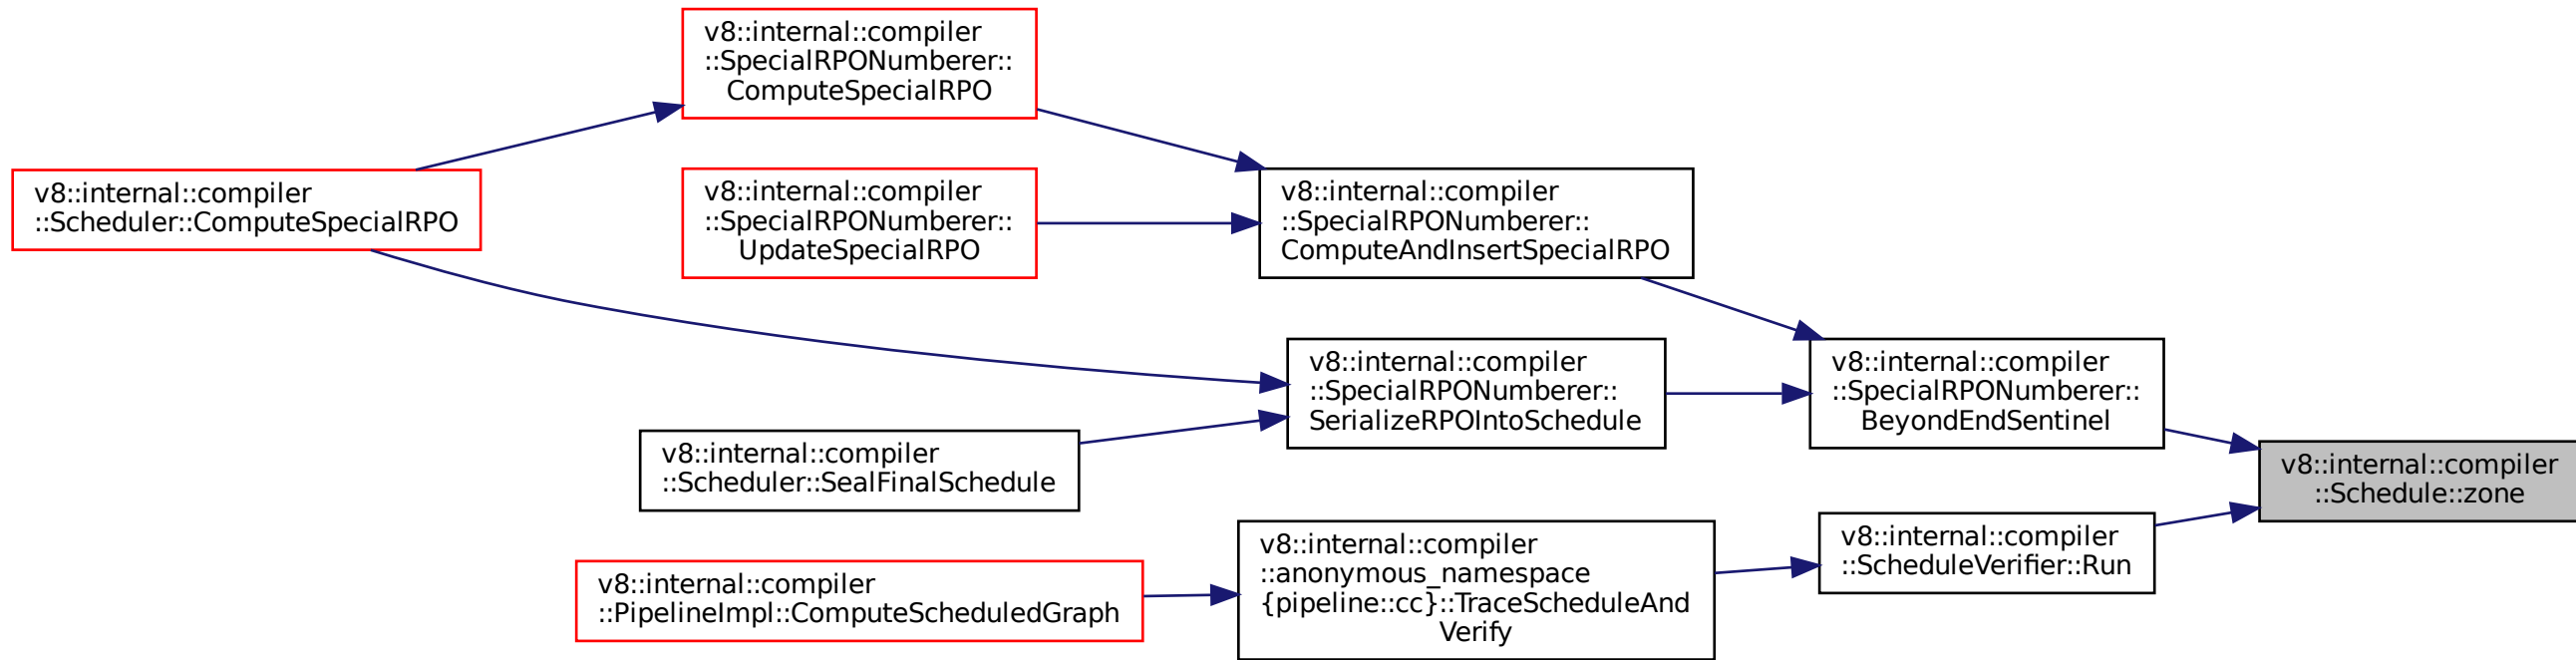 v8::internal::compiler
::SpecialRPONumberer::
ComputeSpecialRPO
v8::internal::compiler
::Scheduler::ComputeSpecialRPO
v8::internal::compiler
::SpecialRPONumberer::
UpdateSpecialRPO
v8::internal::compiler
::SpecialRPONumberer::
ComputeAndInsertSpecialRPO
v8::internal::compiler
::SpecialRPONumberer::
SerializeRPOIntoSchedule
v8::internal::compiler
::SpecialRPONumberer::
BeyondEndSentinel
v8::internal::compiler
::Scheduler::SealFinalSchedule
v8::internal::compiler
::Schedule::zone
v8::internal::compiler
::PipelineImpl::ComputeScheduledGraph
v8::internal::compiler
::anonymous_namespace
{pipeline::cc}::TraceScheduleAnd
Verify
v8::internal::compiler
::ScheduleVerifier::Run